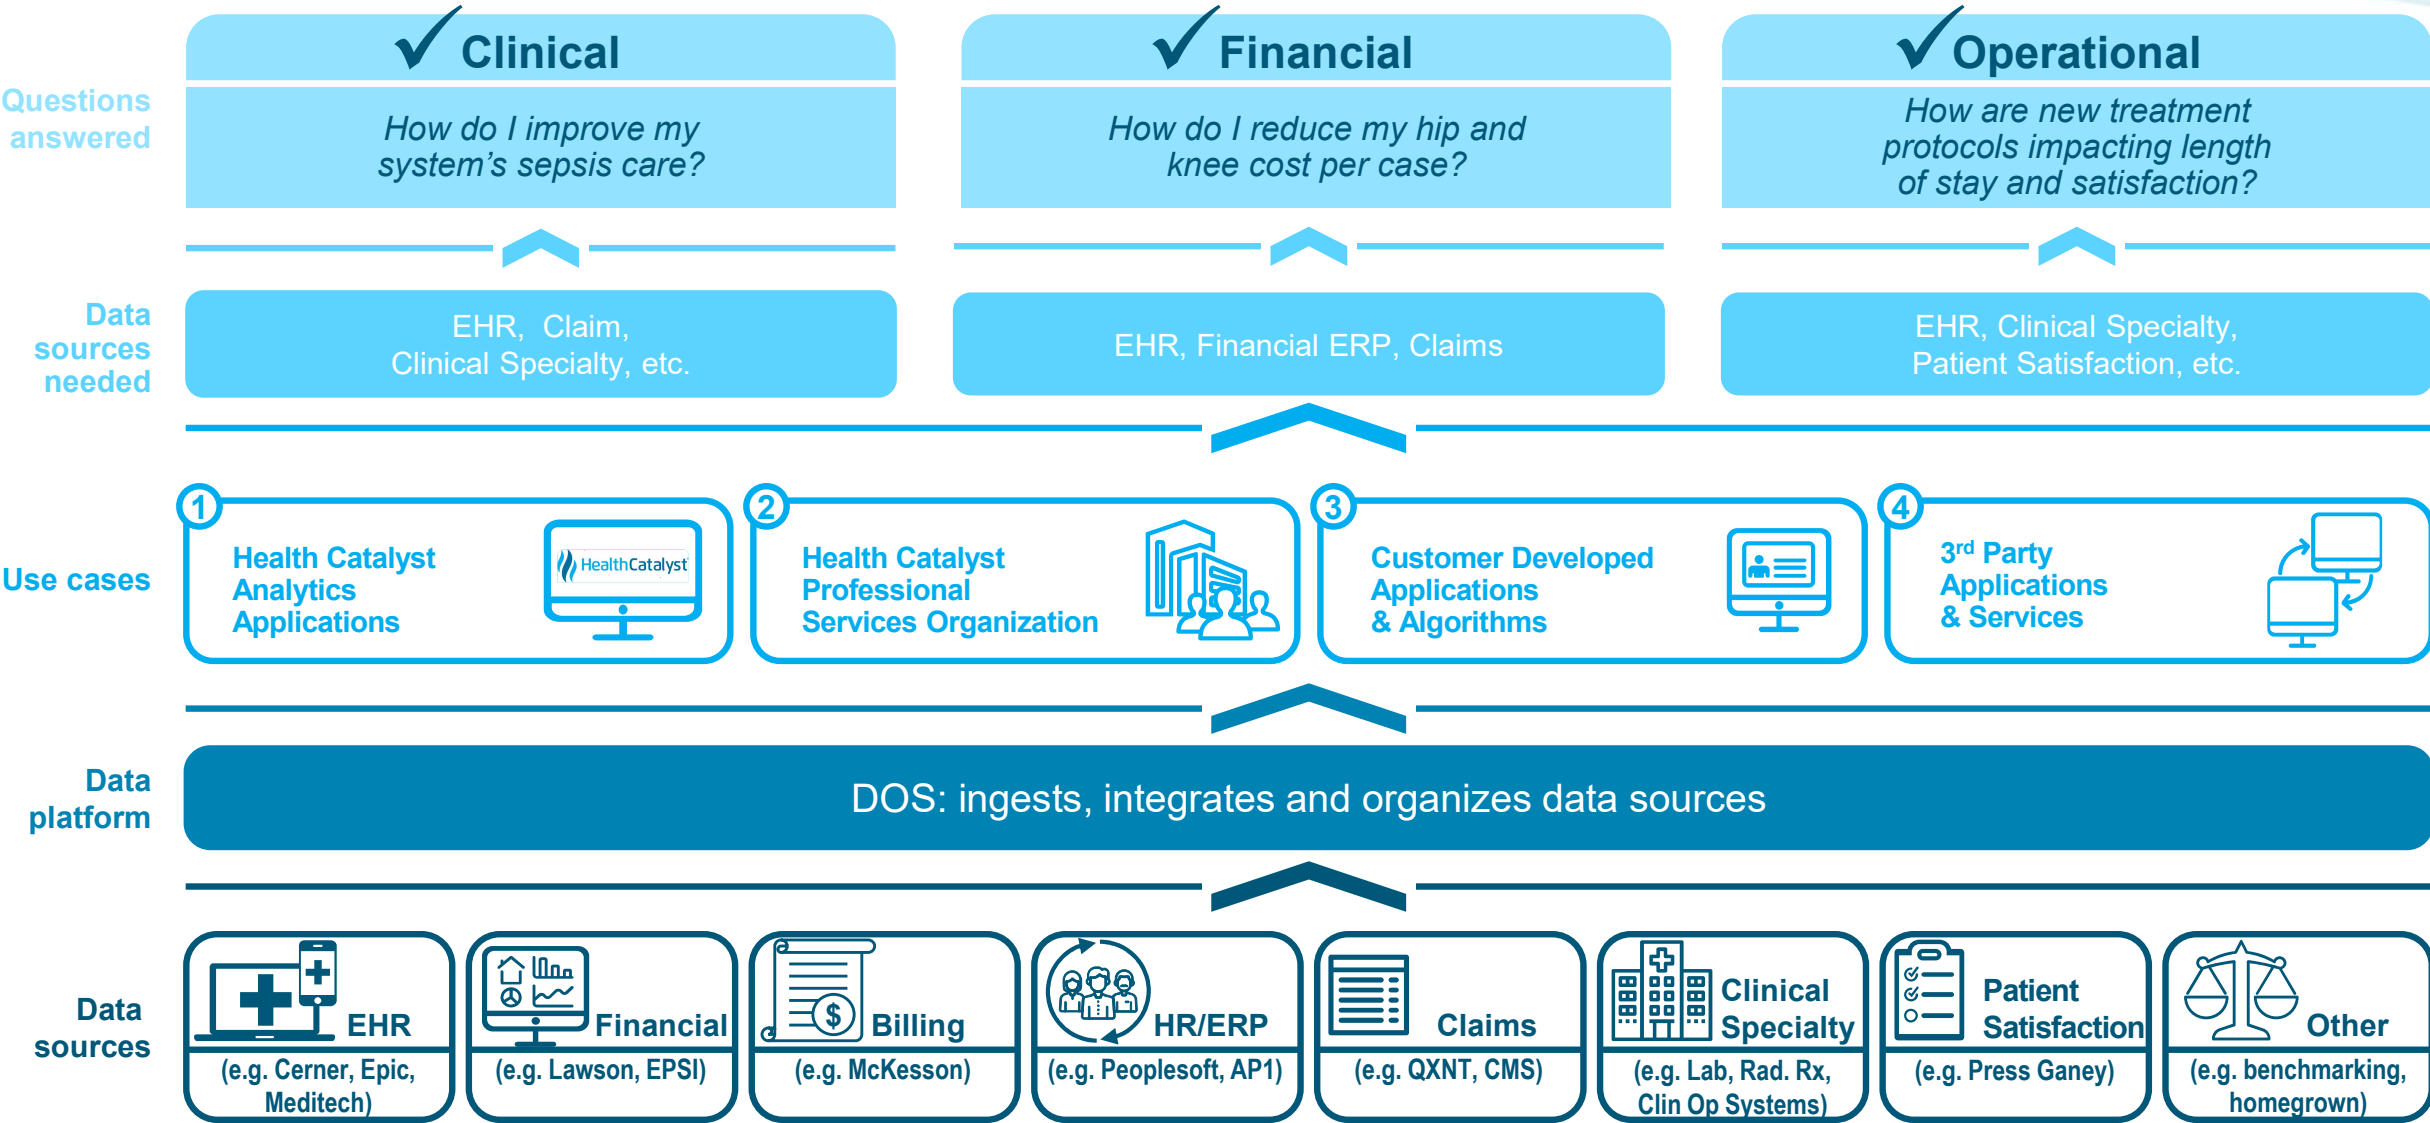 Clinical
Financial
Operational
Questions
answered
How do I improve my
system’s sepsis care?
How do I reduce my hip and
knee cost per case?
How are new treatment
protocols impacting length
of stay and satisfaction?
Data
sources
needed
EHR, Claim,
Clinical Specialty, etc.
EHR, Financial ERP, Claims
EHR, Clinical Specialty,
Patient Satisfaction, etc.
Use cases
1
Health Catalyst
Analytics
Applications
HealthCatalyst
2
Health Catalyst
Professional
Services Organization
3
Customer Developed
Applications
& Algorithms
4
3rd Party
Applications
& Services
Data
platform
DOS: ingests, integrates and organizes data sources
Data
sources
EHR
(e.g. Cerner, Epic,
Meditech)
Financial
(e.g. Lawson, EPSI)
$
Billing
(e.g. McKesson)
HR/ERP
(e.g. Peoplesoft, AP1)
Claims
(e.g. QXNT, CMS)
Clinical
Specialty
(e.g. Lab, Rad. Rx,
Clin Op Systems)
Patient
Satisfaction
(e.g. Press Ganey)
Other
(e.g. benchmarking,
homegrown)